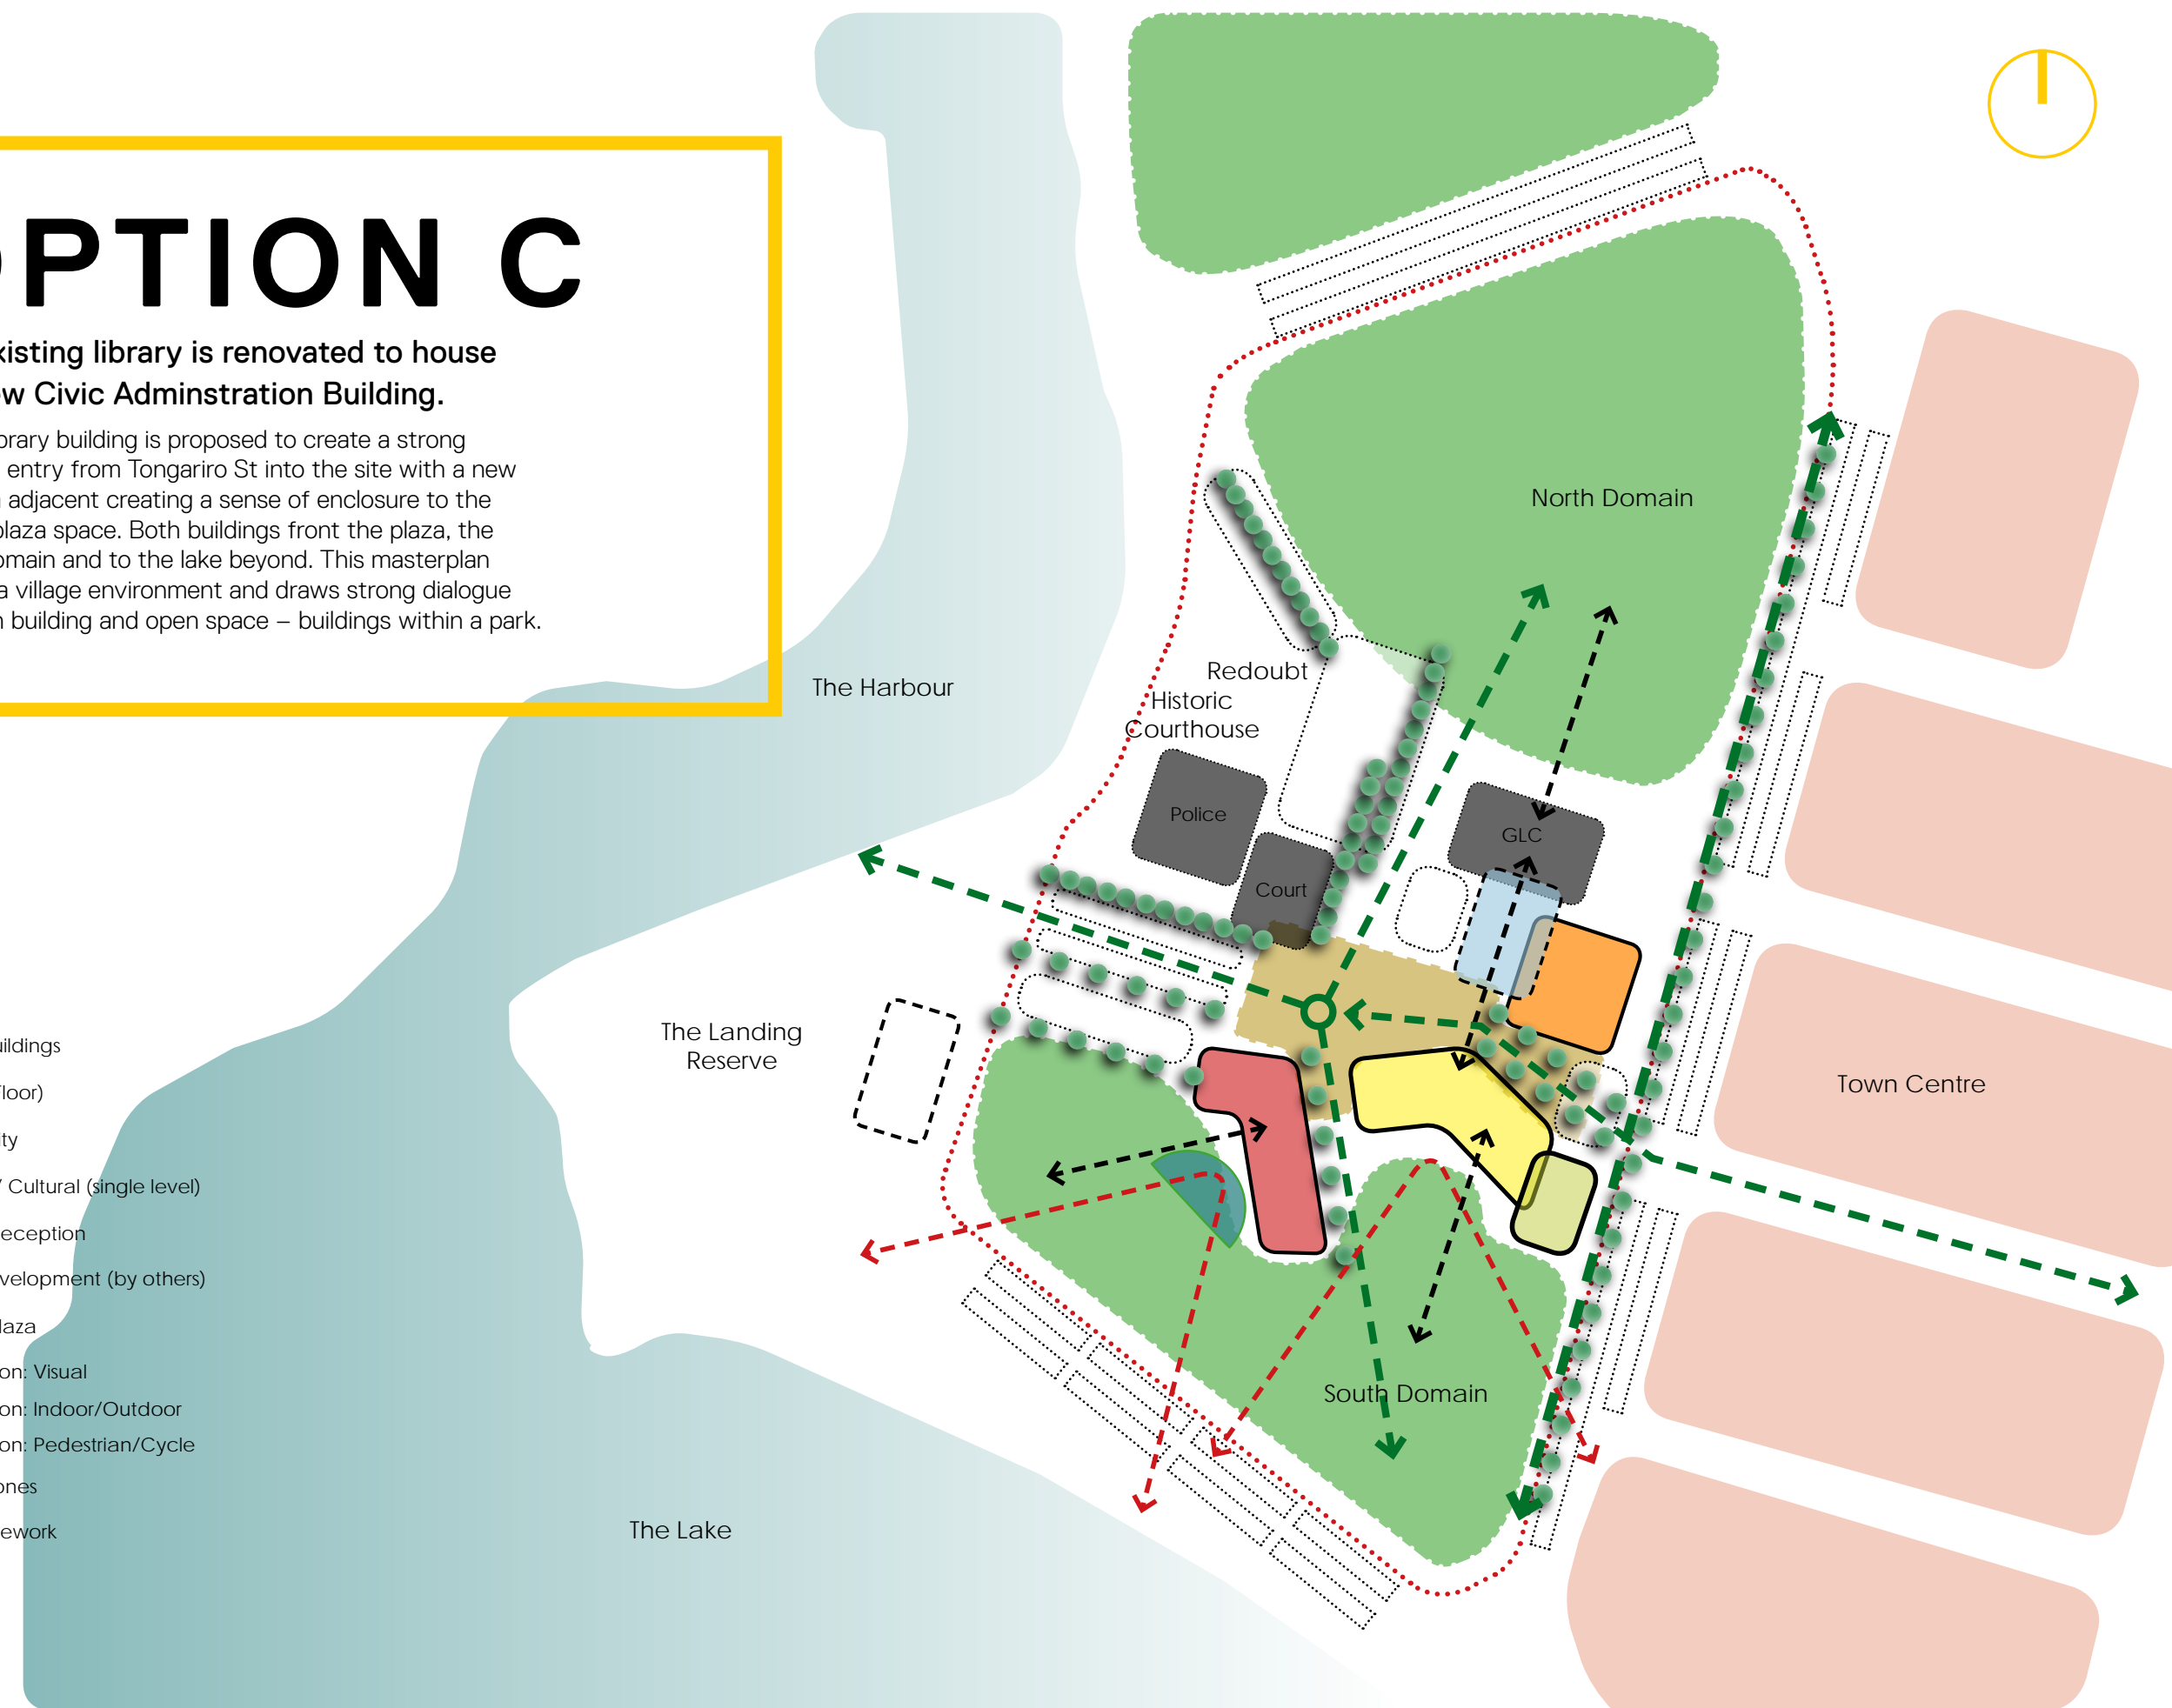 OPTION C
xisting library is renovated to house
w Civic Adminstration Building.
brary building is proposed to create a strong
entry from Tongariro St into the site with a new
adjacent creating a sense of enclosure to the
plaza space. Both buildings front the plaza, the
omain and to the lake beyond. This masterplan
a village environment and draws strong dialogue
n building and open space – buildings within a park.
North Domain
Redoubt
The Harbour
Historic
Courthouse
Police
GLC
Court
The Landing
Reserve
Town Centre
South Domain
The Lake
uildings
Floor)
ity
/ Cultural (single level)
eception
velopment (by others)
laza
on: Visual
on: Indoor/Outdoor
on: Pedestrian/Cycle
ones
ework